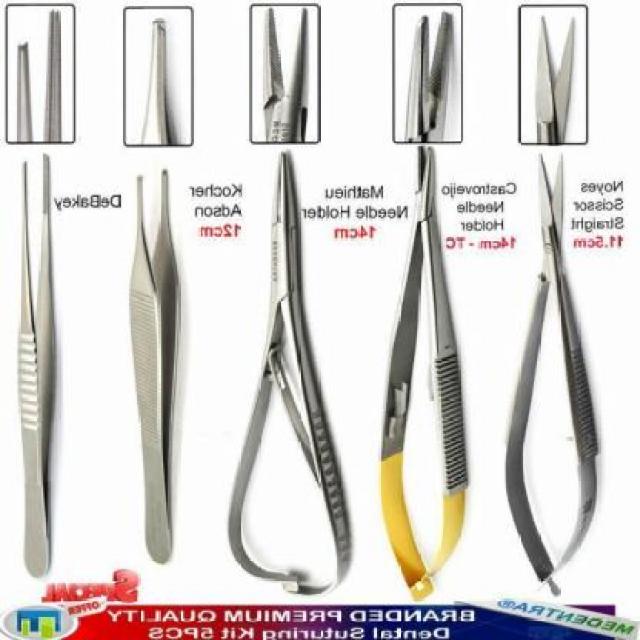 DeBakey
Kocher
Adson
12cm
Mathieu
Needle Holder
14cm
Castroveijo
Needle
Holder
14cm - TC
Noyes
Scissor
Straight
11.5cm
SPECIAL
OFFER
MEDENTRA®
BRANDED PREMIUM QUALITY
Dental Suturing Kit 5PCS